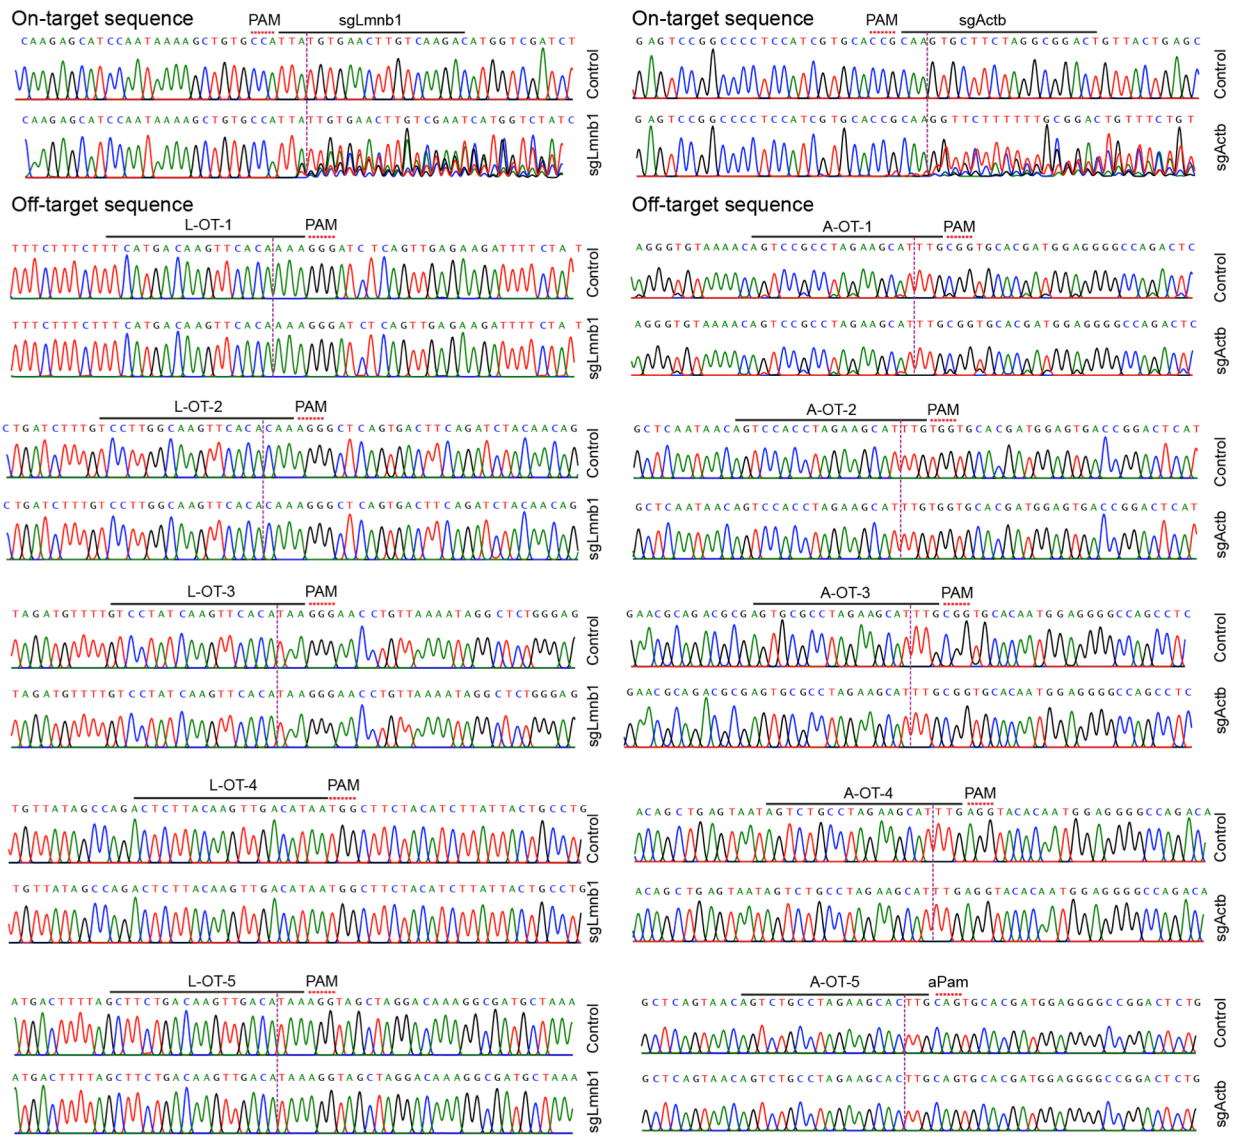 On-target sequence
PAM
sgLmnb1
CAAGAGCATCCAATAAAAGCTGTGCCATTATGTGAACTTGTCAAGACATGGTCGATCT
Control
CAAGAGCATCCAATAAAAGCTGTGCCATTATTGTGAACTTGTCGAATCATGGTCTATC
sgLmnb1
Off-target sequence
L-OT-1
PAM
TTTCTTTCTTTCATGACAAGTTCACAAAAGGGATCTCAGTTGAGAAGATTTTCTAT
Control
TTTCTTTCTTTCATGACAAGTTCACAAAAGGGATCTCAGTTGAGAAGATTTTCTAT
sgLmnb1
L-OT-2
PAM
CTGATCTTTGTCCTTGGCAAGTTCACACAAAGGGCTCAGTGACTTCAGATCTACAACAG
Control
CTGATCTTTGTCCTTGGCAAGTTCACACAAAGGGCTCAGTGACTTCAGATCTACAACAG
sgLmnb1
L-OT-3
PAM
TAGATGTTTTGTCCTATCAAGTTCACATAAGGGAACCTGTTAAAATAGGCTCTGGGAG
Control
TAGATGTTTTGTCCTATCAAGTTCACATAAGGGAACCTGTTAAAATAGGCTCTGGGAG
sgLmnb1
L-OT-4
PAM
TGTTATAGCCAGACTCTTACAAGTTGACATAATGGCTTCTACATCTTATTACTGCCTG
Control
TGTTATAGCCAGACTCTTACAAGTTGACATAATGGCTTCTACATCTTATTACTGCCTG
sgLmnb1
L-OT-5
PAM
ATGACTTTTAGCTTCTGACAAGTTGACATAAAGGTAGCTAGGACAAAGGCGATGCTAAA
Control
ATGACTTTTAGCTTCTGACAAGTTGACATAAAGGTAGCTAGGACAAAGGCGATGCTAAA
sgLmnb1
On-target sequence
PAM
sgActb
GAGTCCGGCCCCTCCATCGTGCACCGCAAGTGCTTCTAGGCGGACTGTTACTGAGC
Control
GAGTCCGGCCCCTCCATCGTGCACCGCAAGGTTCTTTTTTGCGGACTGTTTCTGT
sgActb
Off-target sequence
A-OT-1
PAM
AGGGTGTAAAACAGTCCGCCTAGAAGCATTTGCGGTGCACGATGGAGGGGCCAGACTC
Control
AGGGTGTAAAACAGTCCGCCTAGAAGCATTTGCGGTGCACGATGGAGGGGCCAGACTC
sgActb
A-OT-2
PAM
GCTCAATAACAGTCCACCTAGAAGCATTTGTGGTGCACGATGGAGTGACCGGACTCAT
Control
GCTCAATAACAGTCCACCTAGAAGCATTTGTGGTGCACGATGGAGTGACCGGACTCAT
sgActb
A-OT-3
PAM
GAACGCAGACGCGAGTGCGCCTAGAAGCATTTGCGGTGCACAATGGAGGGGCCAGCCTC
Control
GAACGCAGACGCGAGTGCGCCTAGAAGCATTTGCGGTGCACAATGGAGGGGCCAGCCTC
sgActb
A-OT-4
PAM
ACAGCTGAGTAATAGTCTGCCTAGAAGCATTTGAGGTACACAATGGAGGGGCCAGACA
Control
ACAGCTGAGTAATAGTCTGCCTAGAAGCATTTGAGGTACACAATGGAGGGGCCAGACA
sgActb
A-OT-5
aPam
GCTCAGTAACAGTCTGCCTAGAAGCACTTGCAGTGCACGATGGAGGGGCCGGACTCTG
Control
GCTCAGTAACAGTCTGCCTAGAAGCACTTGCAGTGCACGATGGAGGGGCCGGACTCTG
sgActb